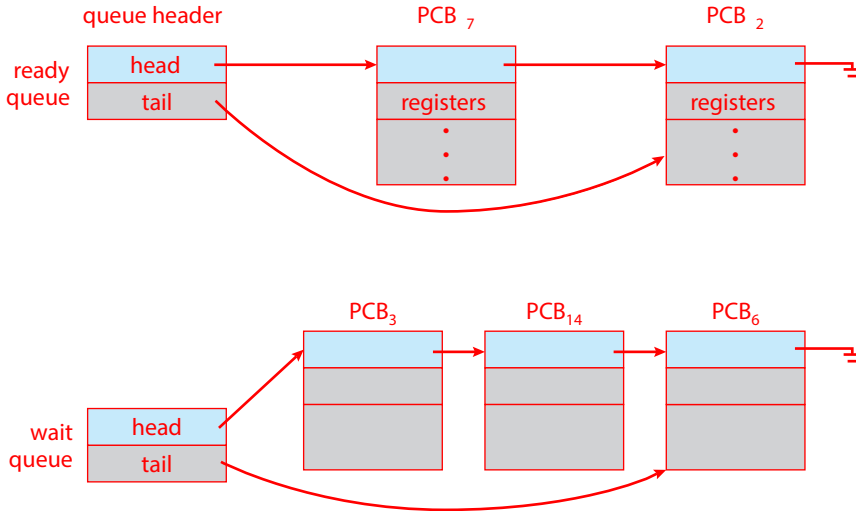 queue header
PCB 7
PCB 2
ready
queue
head
tail
registers
registers
PCB3
PCB14
PCB6
wait
queue
head
tail